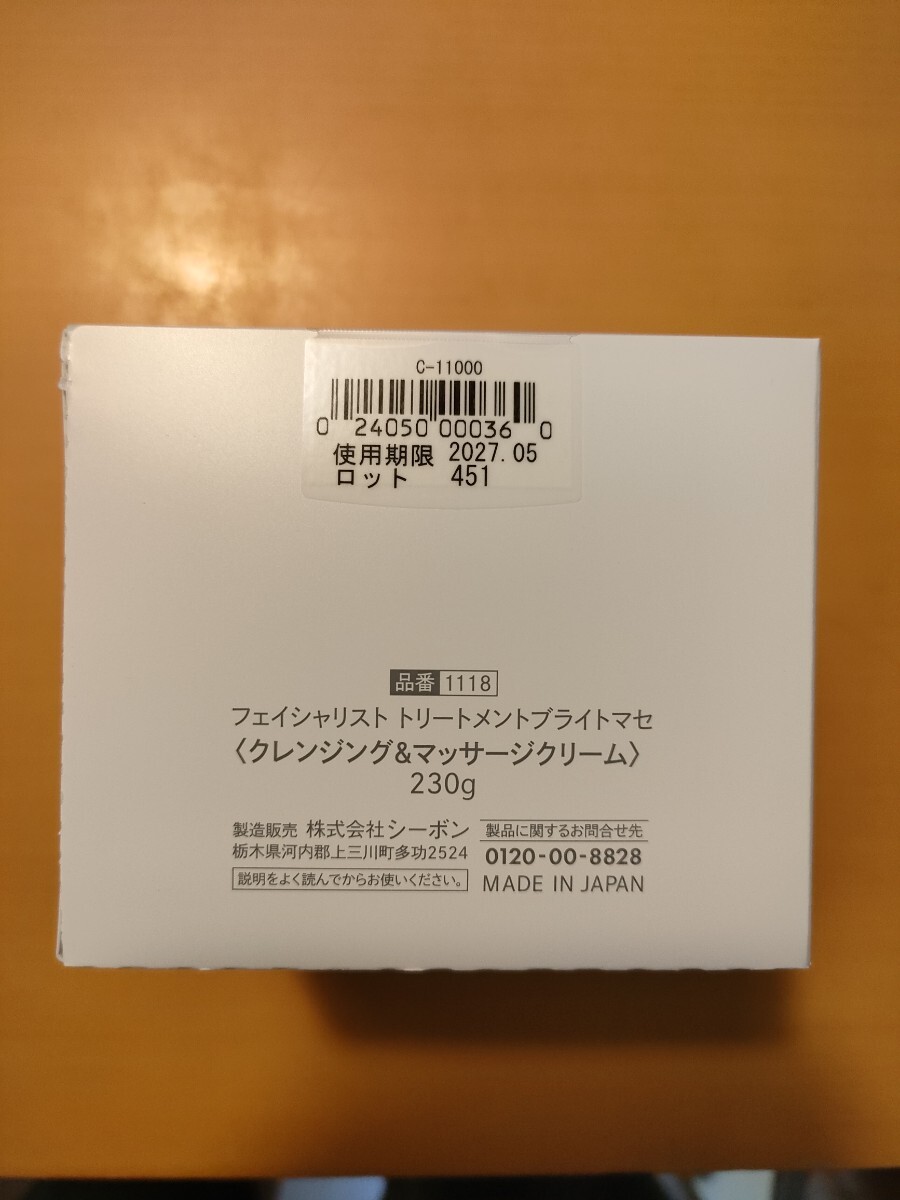 C-11000
0 24050 00036 0
使用期限 2027.05
ロット 451
品番 1118
フェイシャリスト トリートメントブライトマセ
〈クレンジング&マッサージクリーム〉
230g
製造販売 株式会社シーボン
栃木県河内郡上三川町多功2524
説明をよく読んでからお使いください。
製品に関するお問合せ先
0120-00-8828
MADE IN JAPAN